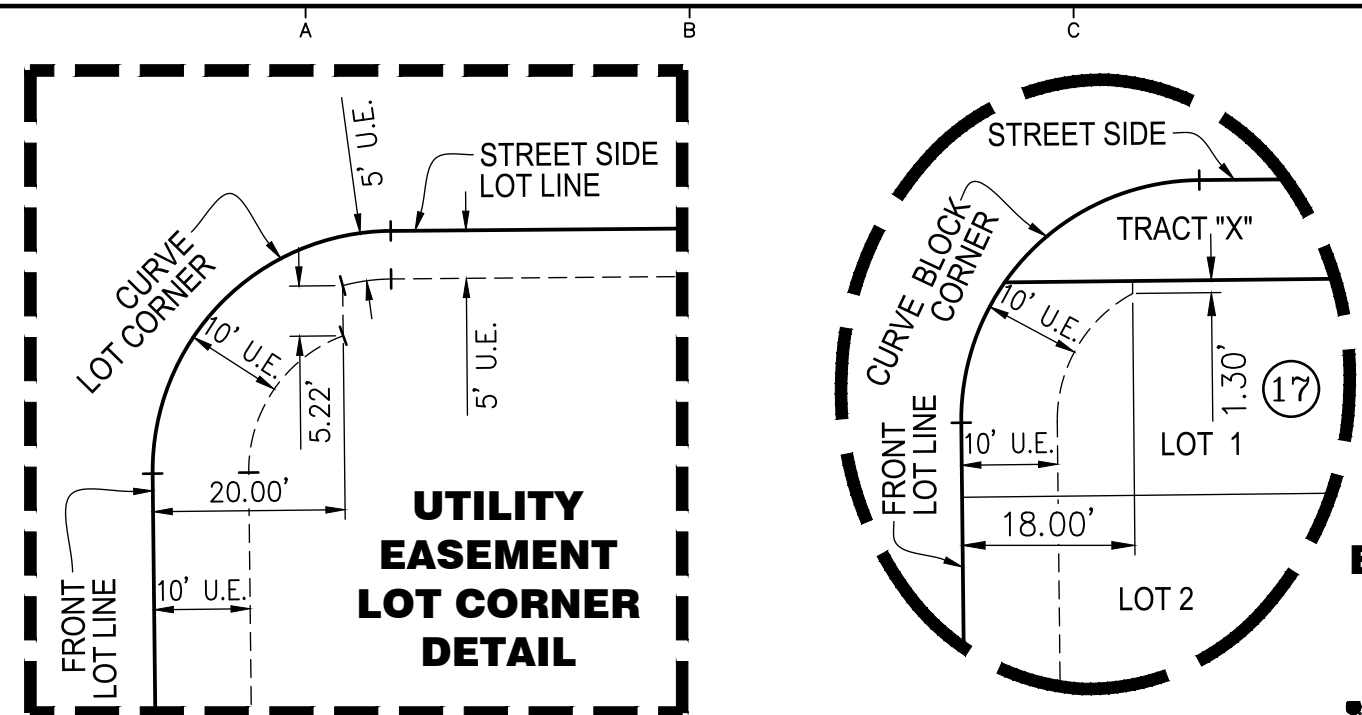 A
B
C
5' U.E.
STREET SIDE
LOT LINE
CURVE
LOT CORNER
10' U.E.
5.22'
5' U.E.
20.00'
FRONT
LOT LINE
10' U.E.
UTILITY
EASEMENT
LOT CORNER
DETAIL
STREET SIDE
CURVE BLOCK
CORNER
TRACT "X"
10' U.E.
1.30'
17
FRONT
LOT LINE
10' U.E.
LOT 1
18.00'
LOT 2